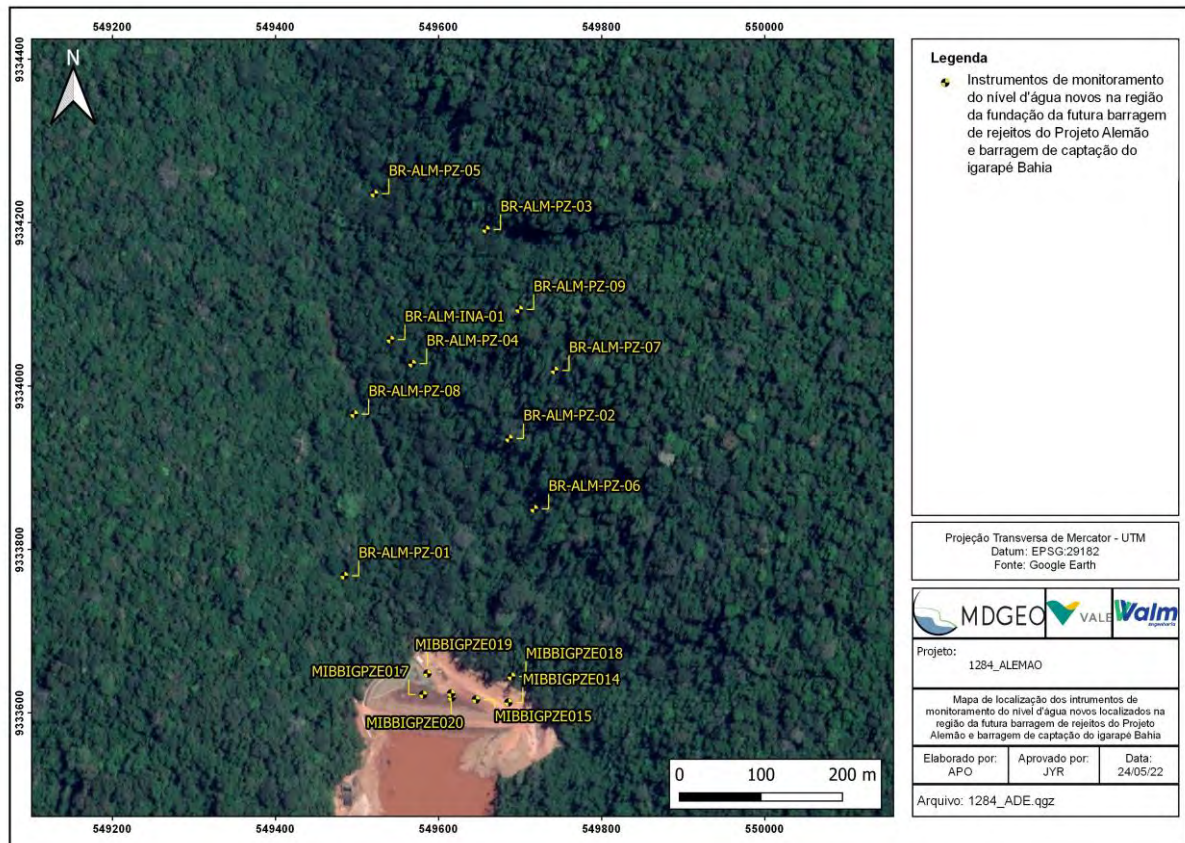 549200 549400 549600 549800 550000
9334400
9334200
9334000
9333800
9333600
N
BR-ALM-PZ-05
BR-ALM-PZ-03
BR-ALM-PZ-09
BR-ALM-INA-01
BR-ALM-PZ-04
BR-ALM-PZ-07
BR-ALM-PZ-08
BR-ALM-PZ-02
BR-ALM-PZ-06
BR-ALM-PZ-01
MIBBIGPZE019
MIBBIGPZE018
MIBBIGPZE017
MIBBIGPZE014
MIBBIGPZE020
MIBBIGPZE015
0 100 200 m
549200 549400 549600 549800 550000
Legenda
Instrumentos de monitoramento
do nível d'água novos na região
da fundação da futura barragem
de rejeitos do Projeto Alemão
e barragem de captação do
igarapé Bahia
Projeção Transversa de Mercator - UTM
Datum: EPSG:29182
Fonte: Google Earth
MDGEO VALE Walm
engenharia
Projeto:
1284_ALEMAO
Mapa de localização dos intrumentos de
monitoramento do nível d'água novos localizados na
região da futura barragem de rejeitos do Projeto
Alemão e barragem de captação do igarapé Bahia
Elaborado por:
APO
Aprovado por:
JYR
Data:
24/05/22
Arquivo: 1284_ADE.qgz